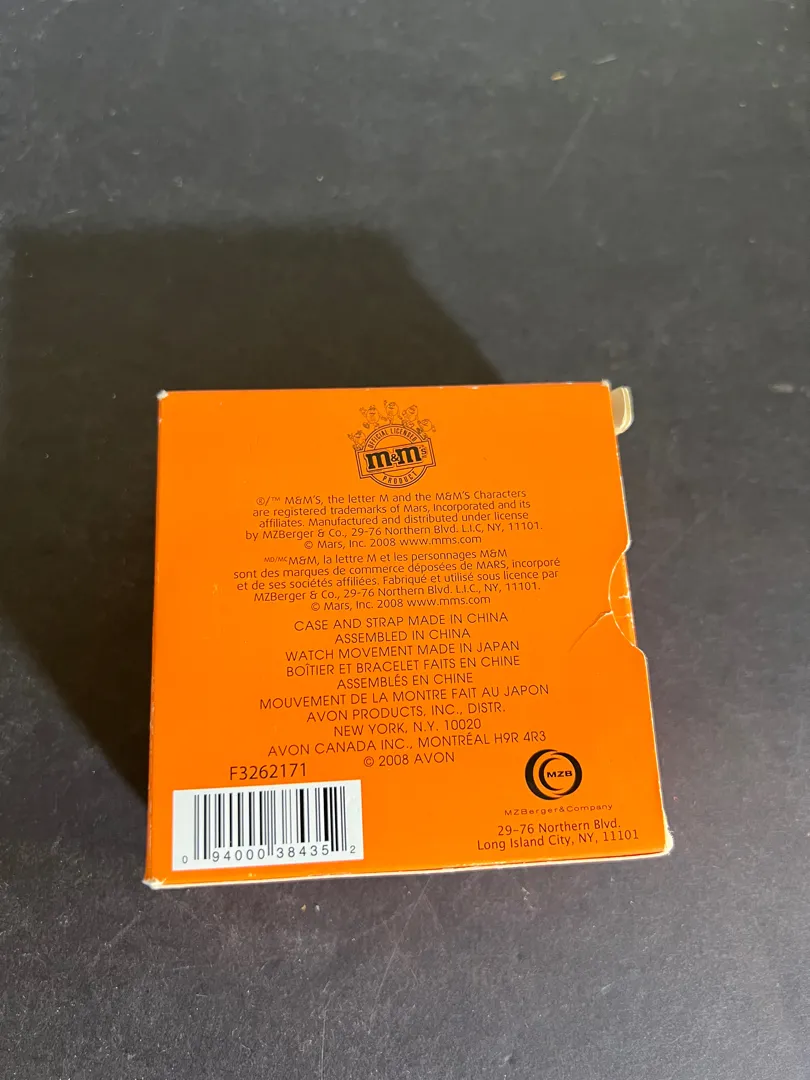 OFFICIAL LICENSED
m&m's
PRODUCT
®/™ M&M'S, the letter M and the M&M'S Characters
are registered trademarks of Mars, Incorporated and its
affiliates. Manufactured and distributed under license
by MZBerger & Co., 29-76 Northern Blvd. L.I.C, NY, 11101.
© Mars, Inc. 2008 www.mms.com
MD/MC M&M, la lettre M et les personnages M&M
sont des marques de commerce déposées de MARS, incorporé
et de ses sociétés affiliées. Fabriqué et utilisé sous licence par
MZBerger & Co., 29-76 Northern Blvd. L.I.C., NY, 11101.
© Mars, Inc. 2008 www.mms.com
CASE AND STRAP MADE IN CHINA
ASSEMBLED IN CHINA
WATCH MOVEMENT MADE IN JAPAN
BOÎTIER ET BRACELET FAITS EN CHINE
ASSEMBLÉS EN CHINE
MOUVEMENT DE LA MONTRE FAIT AU JAPON
AVON PRODUCTS, INC., DISTR.
NEW YORK, N.Y. 10020
AVON CANADA INC., MONTRÉAL H9R 4R3
© 2008 AVON
F3262171
0 94000 38435 2
MZB
MZBerger&Company
29-76 Northern Blvd.
Long Island City, NY, 11101